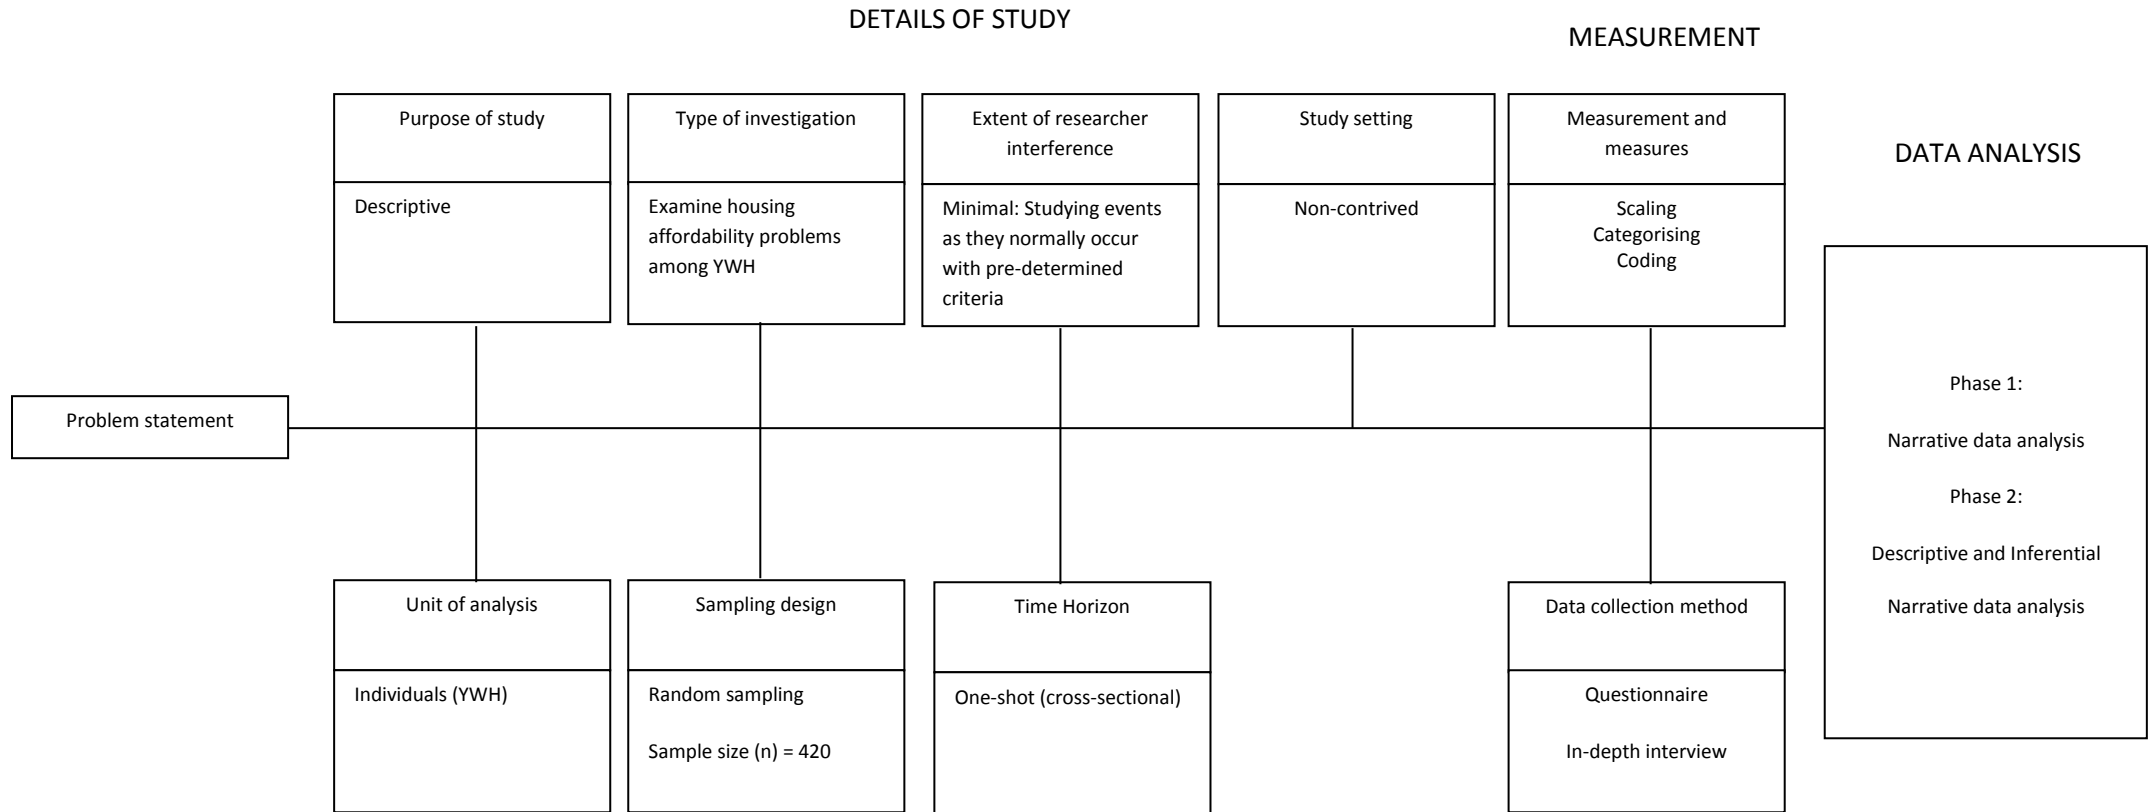 DETAILS OF STUDY
MEASUREMENT
DATA ANALYSIS
Purpose of study
Descriptive
Type of investigation
Examine housing
affordability problems
among YWH
Extent of researcher
interference
Minimal: Studying events
as they normally occur
with pre-determined
criteria
Study setting
Non-contrived
Measurement and
measures
Scaling
Categorising
Coding
Problem statement
Phase 1:
Narrative data analysis
Phase 2:
Descriptive and Inferential
Narrative data analysis
Unit of analysis
Individuals (YWH)
Sampling design
Random sampling
Sample size (n) = 420
Time Horizon
One-shot (cross-sectional)
Data collection method
Questionnaire
In-depth interview